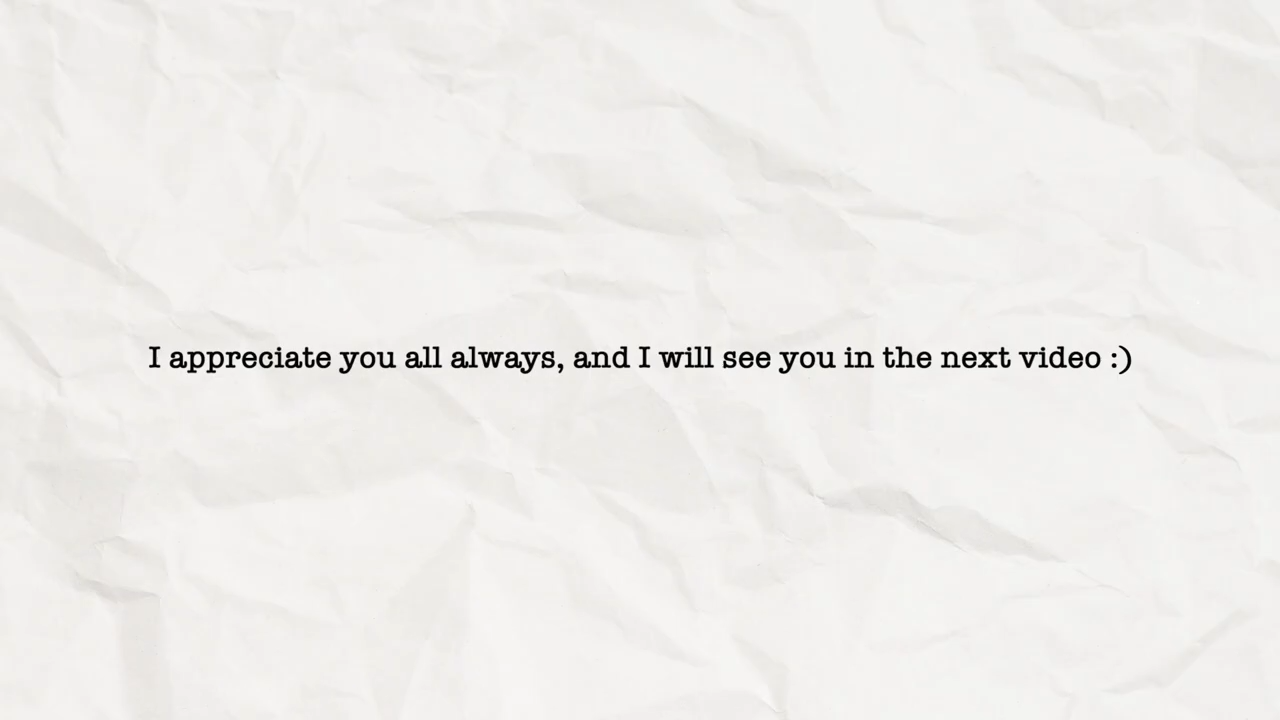 I appreciate you all always, and I will see you in the next video :)